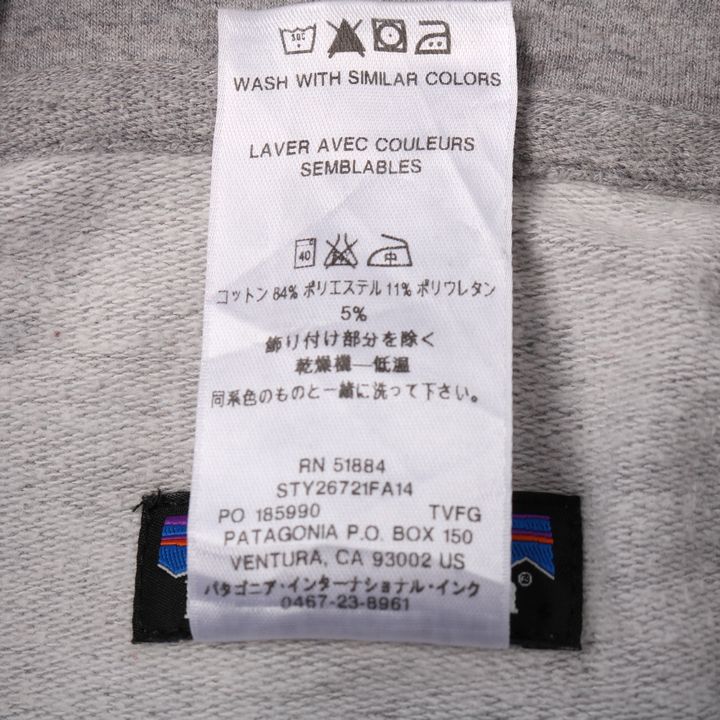 WASH WITH SIMILAR COLORS
LAVER AVEC COULEURS
SEMBLABLES
40
中
コットン 84% ポリエステル 11% ポリウレタン
5%
飾り付け部分を除く
乾燥機—低温
同系色のものと一緒に洗って下さい。
RN 51884
STY26721FA14
PO 185990 TVFG
PATAGONIA P.O. BOX 150
VENTURA, CA 93002 US
パタゴニア・インターナショナル・インク
0467-23-8961
®